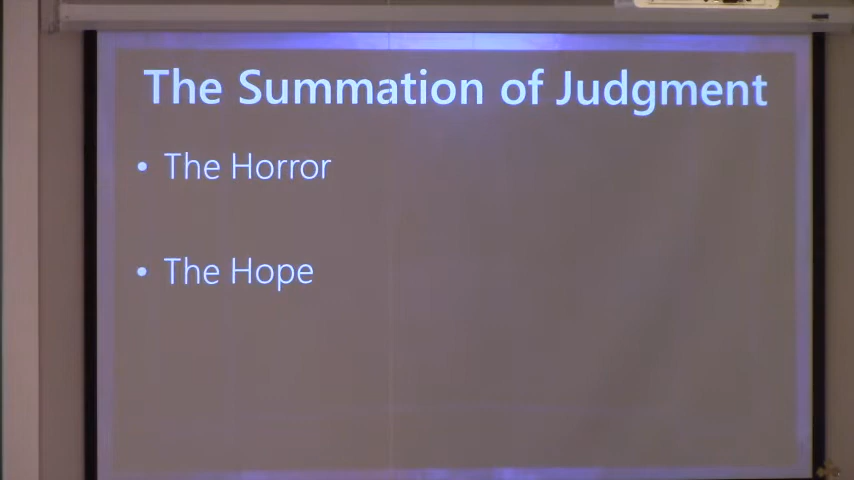 The Summation of Judgment
• The Horror
• The Hope